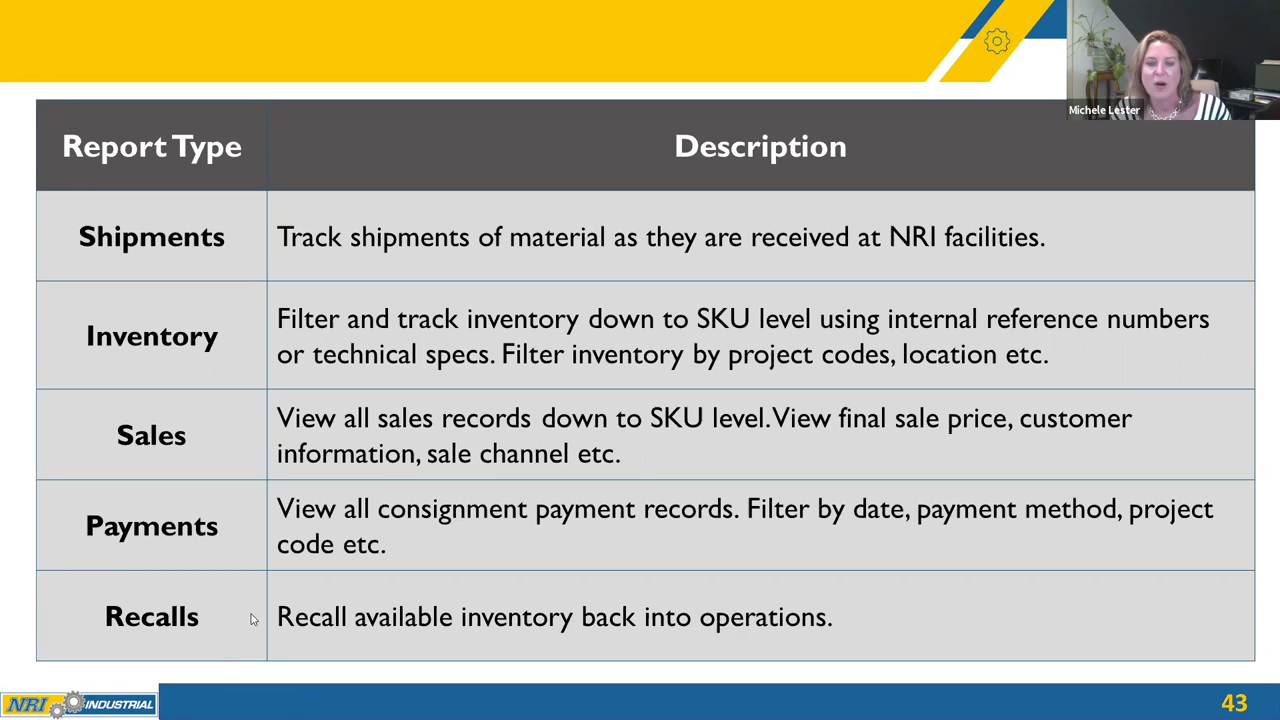 Michele Lester
Report Type
Description
Shipments
Track shipments of material as they are received at NRI facilities.
Inventory
Filter and track inventory down to SKU level using internal reference numbers
or technical specs. Filter inventory by project codes, location etc.
Sales
View all sales records down to SKU level. View final sale price, customer
information, sale channel etc.
Payments
View all consignment payment records. Filter by date, payment method, project
code etc.
Recalls
Recall available inventory back into operations.
NRI INDUSTRIAL
43